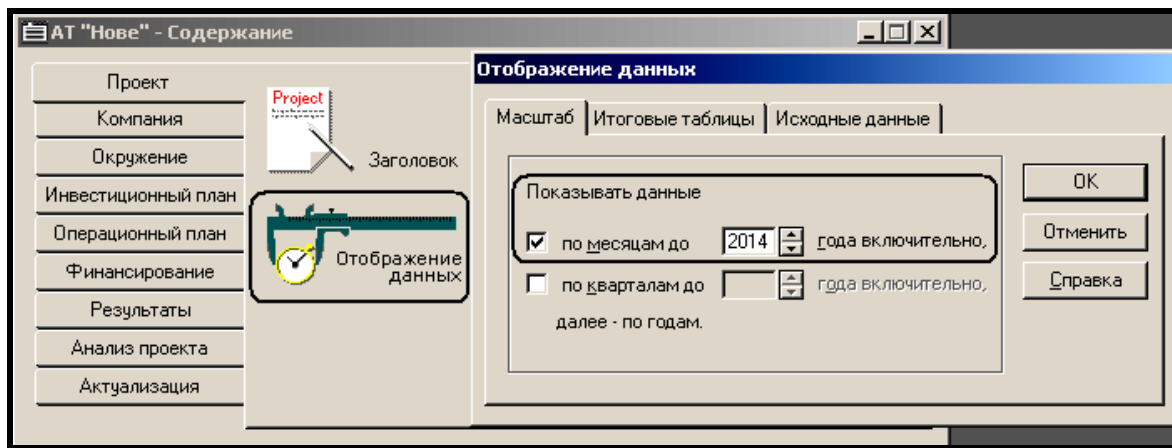 АТ "Нове" - Содержание
Проект
Компания
Окружение
Инвестиционный план
Операционный план
Финансирование
Результаты
Анализ проекта
Актуализация
Project
Заголовок
Отображение
данных
Отображение данных
Масштаб
Итоговые таблицы
Исходные данные
Показывать данные
по месяцам до 2014 года включительно,
по кварталам до года включительно,
далее - по годам.
OK
Отменить
Справка